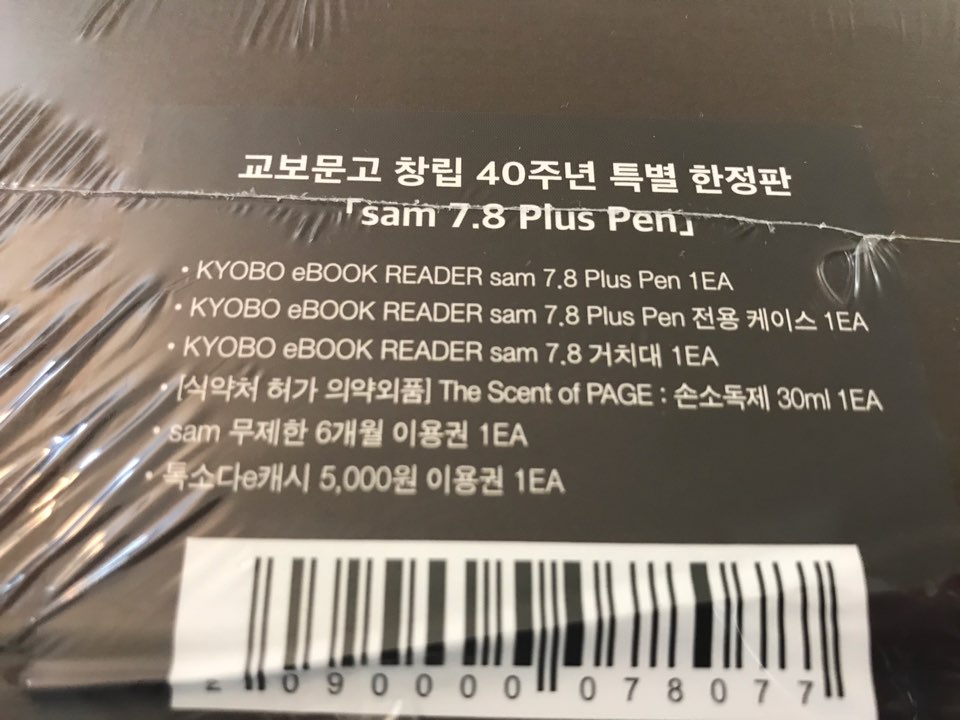 교보문고 창립 40주년 특별 한정판
「sam 7.8 Plus Pen」
• KYOBO eBOOK READER sam 7.8 Plus Pen 1EA
• KYOBO eBOOK READER sam 7.8 Plus Pen 전용 케이스 1EA
• KYOBO eBOOK READER sam 7.8 거치대 1EA
• [식약처 허가 의약외품] The Scent of PAGE : 손소독제 30ml 1EA
• sam 무제한 6개월 이용권 1EA
• 톡소다e캐시 5,000원 이용권 1EA
2 090000 078077